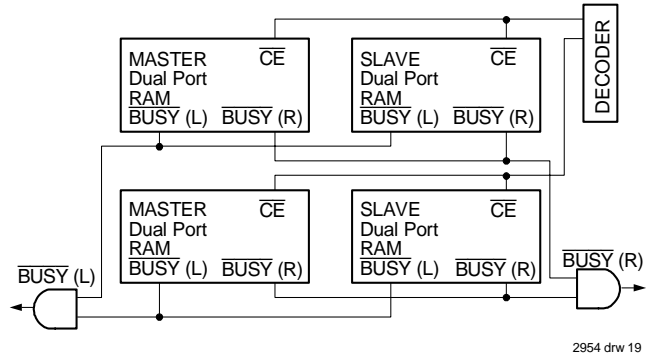 MASTER
Dual Port
RAM
BUSY (L) BUSY (R)
CE
SLAVE
Dual Port
RAM
BUSY (L) BUSY (R)
CE
DECODER
MASTER
Dual Port
RAM
BUSY (L) BUSY (R)
CE
SLAVE
Dual Port
RAM
BUSY (L) BUSY (R)
CE
BUSY (L)
BUSY (R)
2954 drw 19